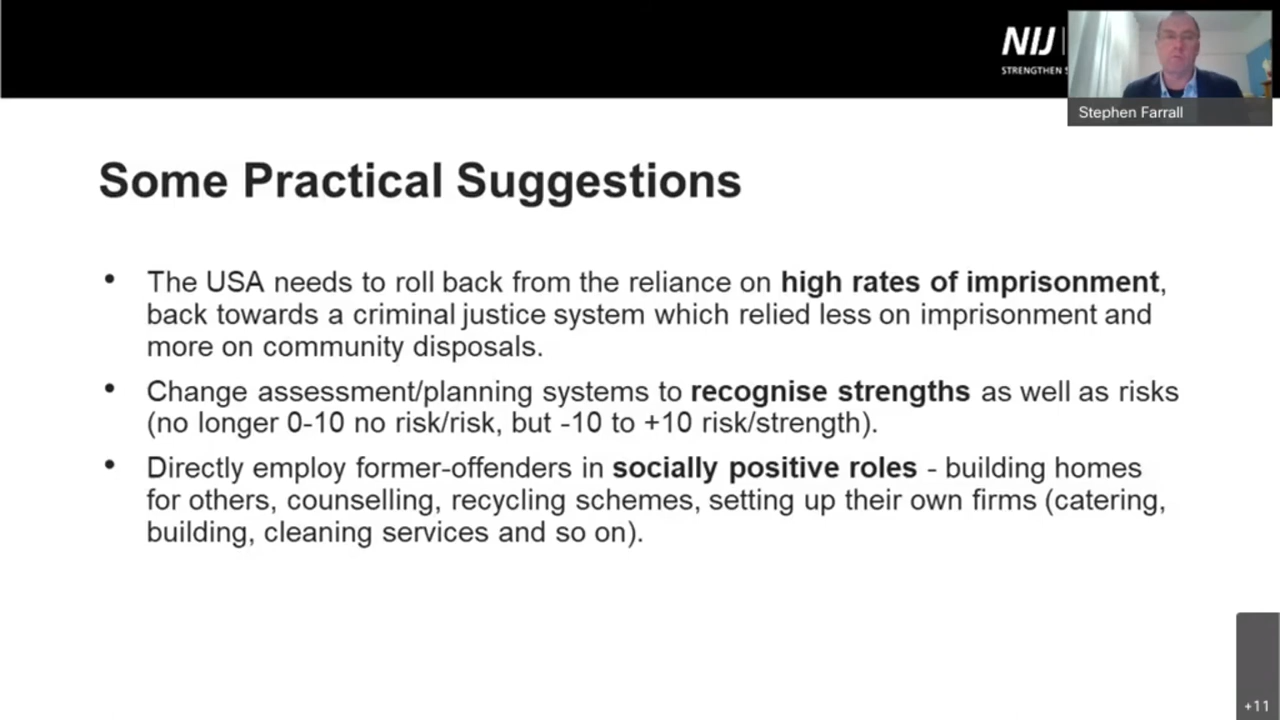 NIJ
STRENGTHEN
Stephen Farrall
Some Practical Suggestions
• The USA needs to roll back from the reliance on high rates of imprisonment,
back towards a criminal justice system which relied less on imprisonment and
more on community disposals.
• Change assessment/planning systems to recognise strengths as well as risks
(no longer 0-10 no risk/risk, but -10 to +10 risk/strength).
• Directly employ former-offenders in socially positive roles - building homes
for others, counselling, recycling schemes, setting up their own firms (catering,
building, cleaning services and so on).
+11